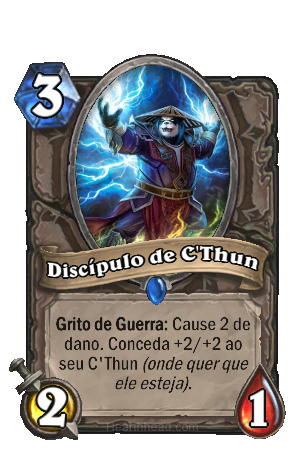 3
Discípulo de C'Thun
Grito de Guerra: Cause 2 de
dano. Conceda +2/+2 ao
seu C'Thun (onde quer que
ele esteja).
2
1